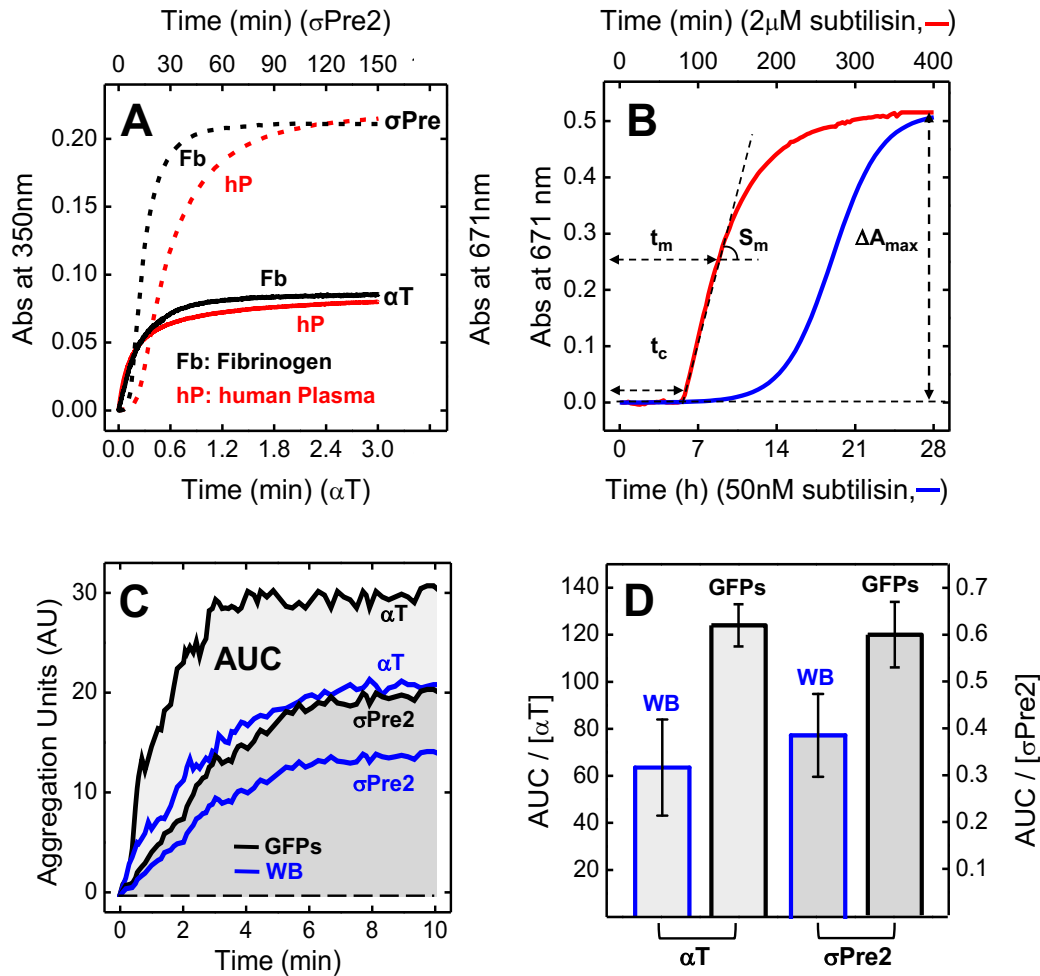 Time (min) (σPre2)
0 30 60 90 120 150
A
σPre
Fb
hP
Fb
αT
hP
Fb: Fibrinogen
hP: human Plasma
0.20
0.15
0.10
0.05
0.00
Abs at 350nm
Abs at 671nm
0.0 0.6 1.2 1.8 2.4 3.0
Time (min) (αT)
Time (min) (2μM subtilisin,
0 100 200 300 400
B
tm
Sm
ΔAmax
tc
0.5
0.4
0.3
0.2
0.1
0.0
Abs at 671 nm
0 7 14 21 28
Time (h) (50nM subtilisin,
C
AUC
αT
αT
σPre2
σPre2
GFPs
WB
30
20
10
0
Aggregation Units (AU)
0 2 4 6 8 10
Time (min)
D
WB
GFPs
WB
GFPs
140
120
100
80
60
40
20
AUC / [αT]
0.7
0.6
0.5
0.4
0.3
0.2
0.1
0.0
AUC / [σPre2]
αT
σPre2